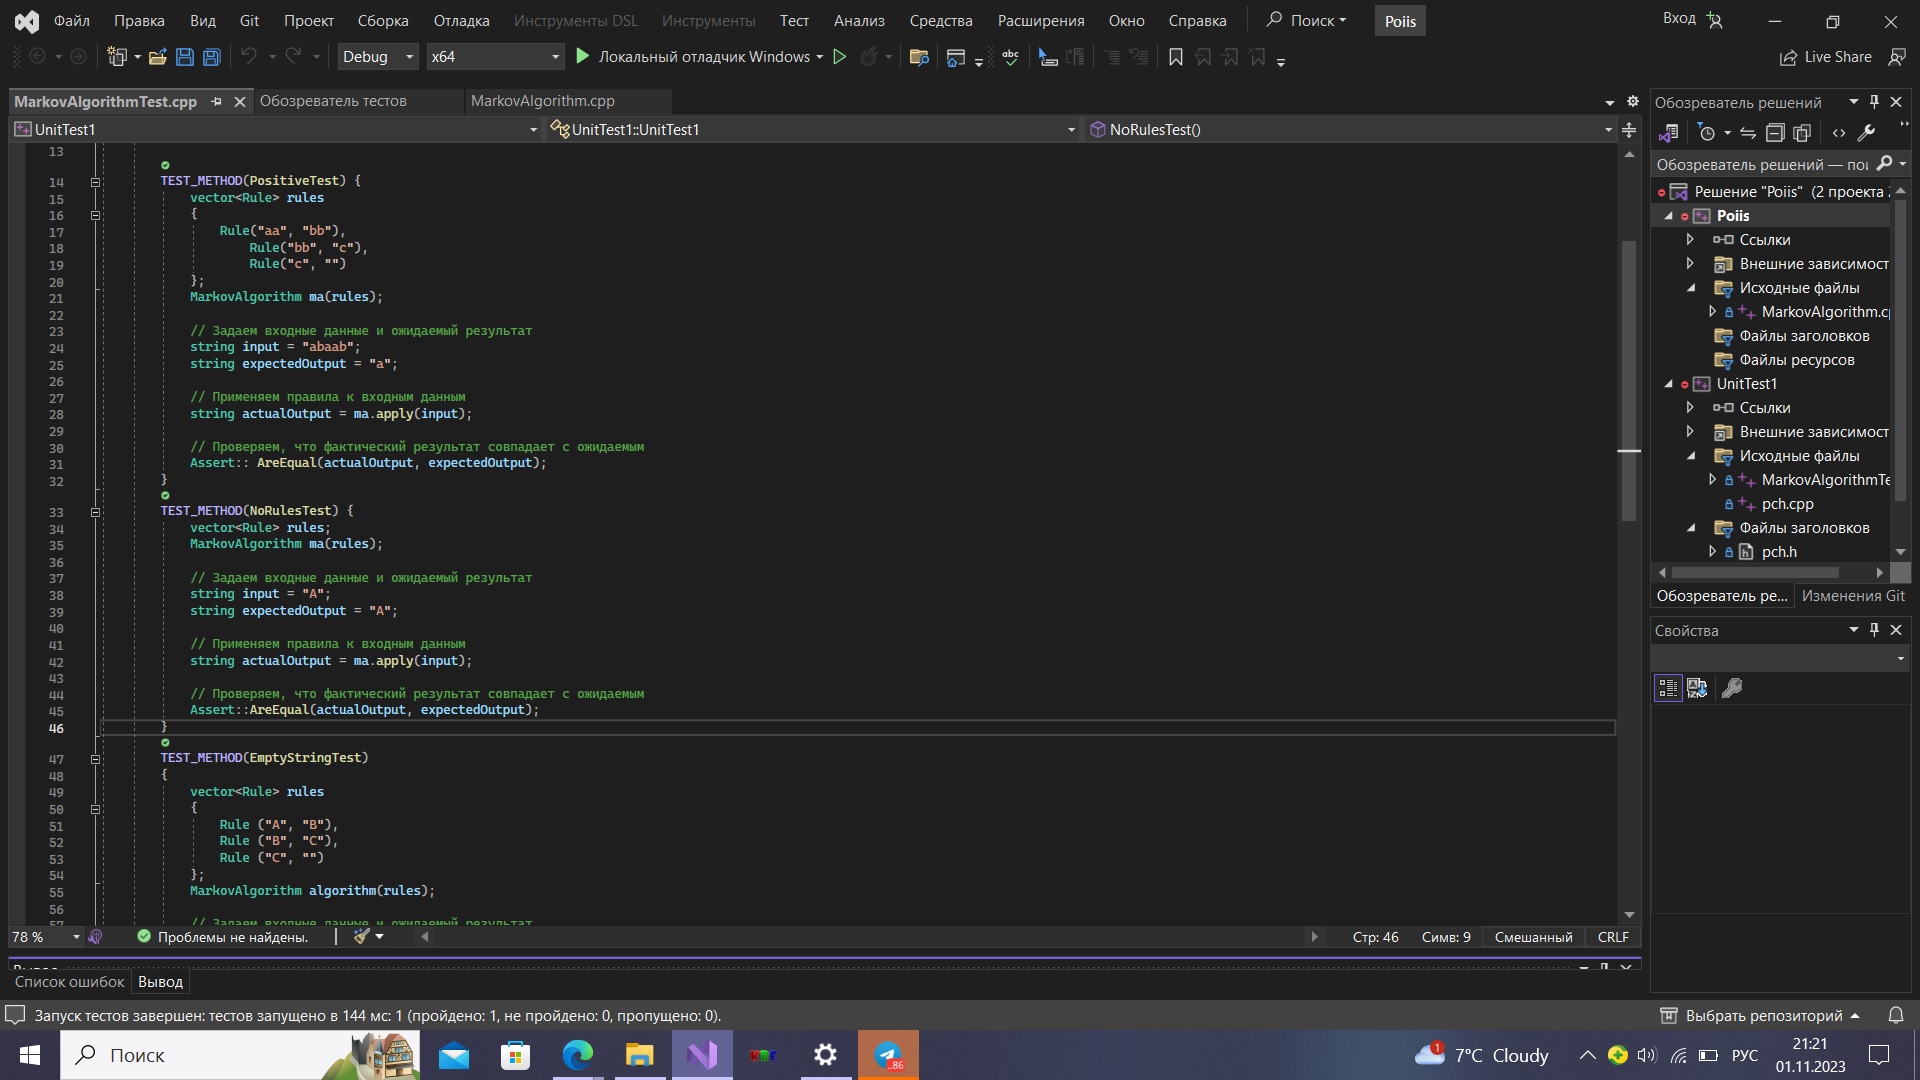 Файл Правка Вид Git Проект Сборка Отладка Инструменты DSL Инструменты Тест Анализ Средства Расширения Окно Справка Поиск Poiis Вход
Debug x64 Локальный отладчик Windows abc Live Share
MarkovAlgorithmTest.cpp Обозреватель тестов MarkovAlgorithm.cpp
UnitTest1 UnitTest1::UnitTest1 NoRulesTest()
13
14 TEST_METHOD(PositiveTest) {
15 vector<Rule> rules
16 {
17 Rule("aa", "bb"),
18 Rule("bb", "c"),
19 Rule("c", "")
20 };
21 MarkovAlgorithm ma(rules);
22
23 // Задаем входные данные и ожидаемый результат
24 string input = "abaab";
25 string expectedOutput = "a";
26
27 // Применяем правила к входным данным
28 string actualOutput = ma.apply(input);
29
30 // Проверяем, что фактический результат совпадает с ожидаемым
31 Assert:: AreEqual(actualOutput, expectedOutput);
32 }
33 TEST_METHOD(NoRulesTest) {
34 vector<Rule> rules;
35 MarkovAlgorithm ma(rules);
36
37 // Задаем входные данные и ожидаемый результат
38 string input = "A";
39 string expectedOutput = "A";
40
41 // Применяем правила к входным данным
42 string actualOutput = ma.apply(input);
43
44 // Проверяем, что фактический результат совпадает с ожидаемым
45 Assert::AreEqual(actualOutput, expectedOutput);
46 }
47 TEST_METHOD(EmptyStringTest)
48 {
49 vector<Rule> rules
50 {
51 Rule ("A", "B"),
52 Rule ("B", "C"),
53 Rule ("C", "")
54 };
55 MarkovAlgorithm algorithm(rules);
56
57 // Задаем входные данные и ожидаемый результат
78 % Проблемы не найдены. Стр: 46 Симв: 9 Смешанный CRLF
Вывод
Список ошибок Вывод
Обозреватель решений
Обозреватель решений — пои
Решение "Poiis" (2 проекта
Poiis
Ссылки
Внешние зависимост
Исходные файлы
MarkovAlgorithm.cp
Файлы заголовков
Файлы ресурсов
UnitTest1
Ссылки
Внешние зависимост
Исходные файлы
MarkovAlgorithmTe
pch.cpp
Файлы заголовков
pch.h
Обозреватель ре... Изменения Git
Свойства
Запуск тестов завершен: тестов запущено в 144 мс: 1 (пройдено: 1, не пройдено: 0, пропущено: 0). Выбрать репозиторий
Поиск ..86 1 7°C Cloudy РУС 21:21
01.11.2023